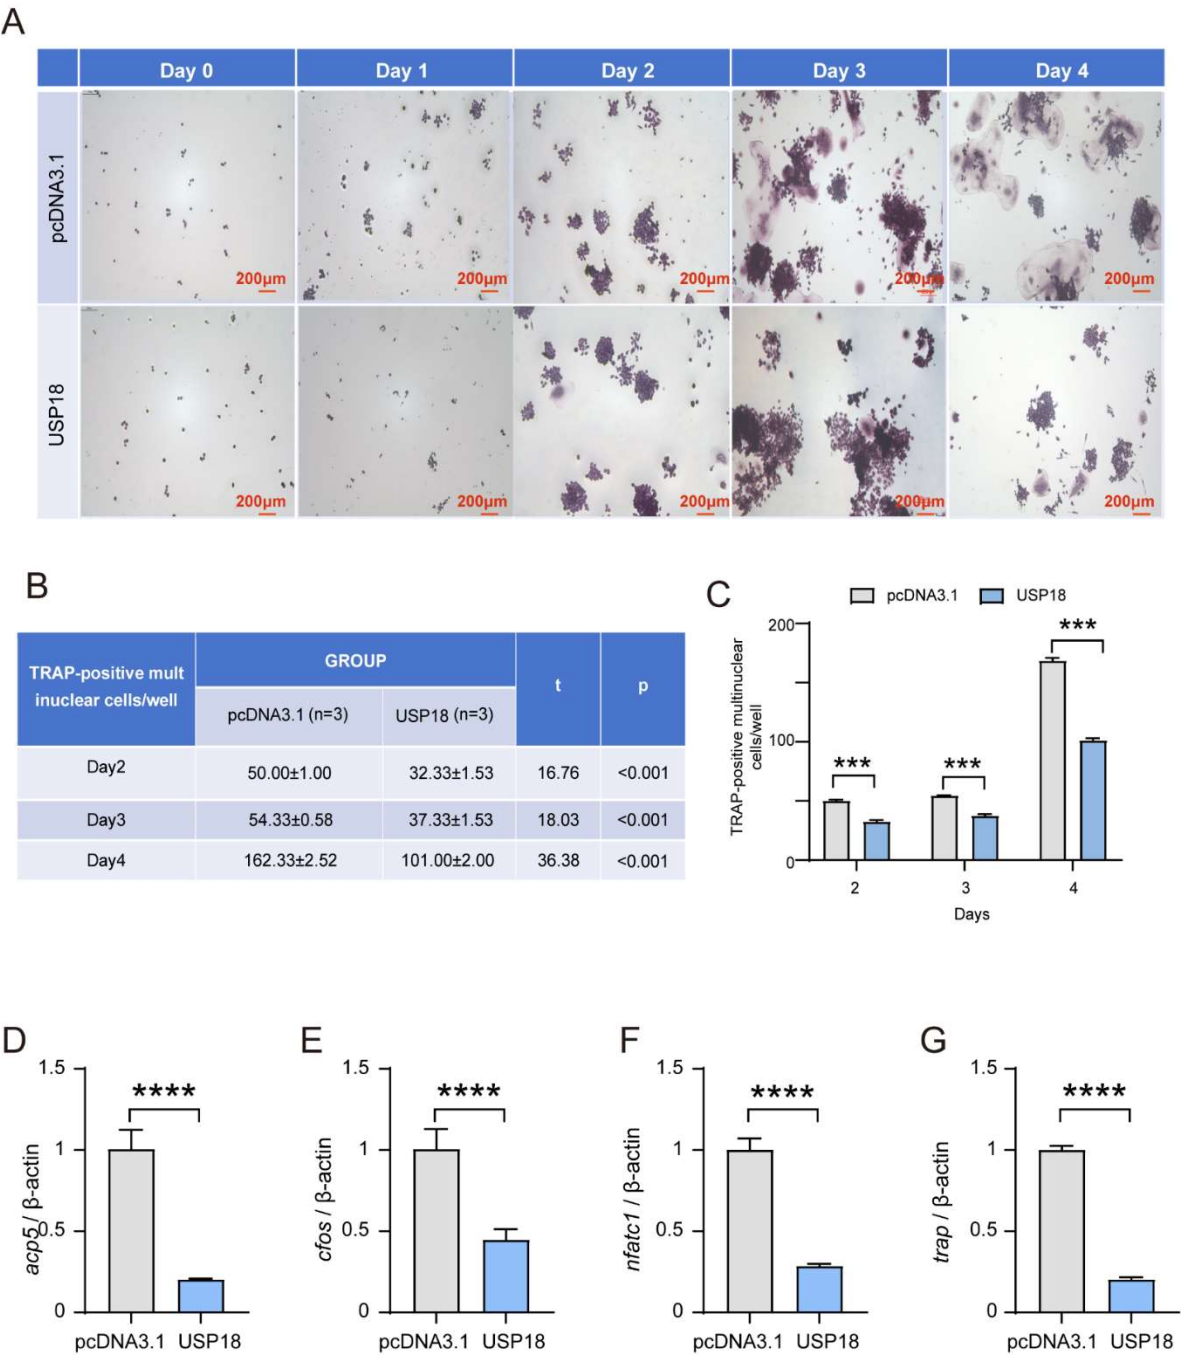 A
Day 0 Day 1 Day 2 Day 3 Day 4
pcDNA3.1
200μm 200μm 200μm 200μm 200μm
USP18
200μm 200μm 200μm 200μm 200μm
B
TRAP-positive mult
inuclear cells/well
GROUP
t
p
pcDNA3.1 (n=3)
USP18 (n=3)
Day2 50.00±1.00 32.33±1.53 16.76 <0.001
Day3 54.33±0.58 37.33±1.53 18.03 <0.001
Day4 162.33±2.52 101.00±2.00 36.38 <0.001
C
pcDNA3.1 USP18
TRAP-positive multinuclear
cells/well
200
100
0
***
***
***
2 3 4
Days
D
acp5 / β-actin
1.5
1
0.5
0
****
pcDNA3.1 USP18
E
cfos / β-actin
1.5
1
0.5
0
****
pcDNA3.1 USP18
F
nfatc1 / β-actin
1.5
1
0.5
0
****
pcDNA3.1 USP18
G
trap / β-actin
1.5
1
0.5
0
****
pcDNA3.1 USP18